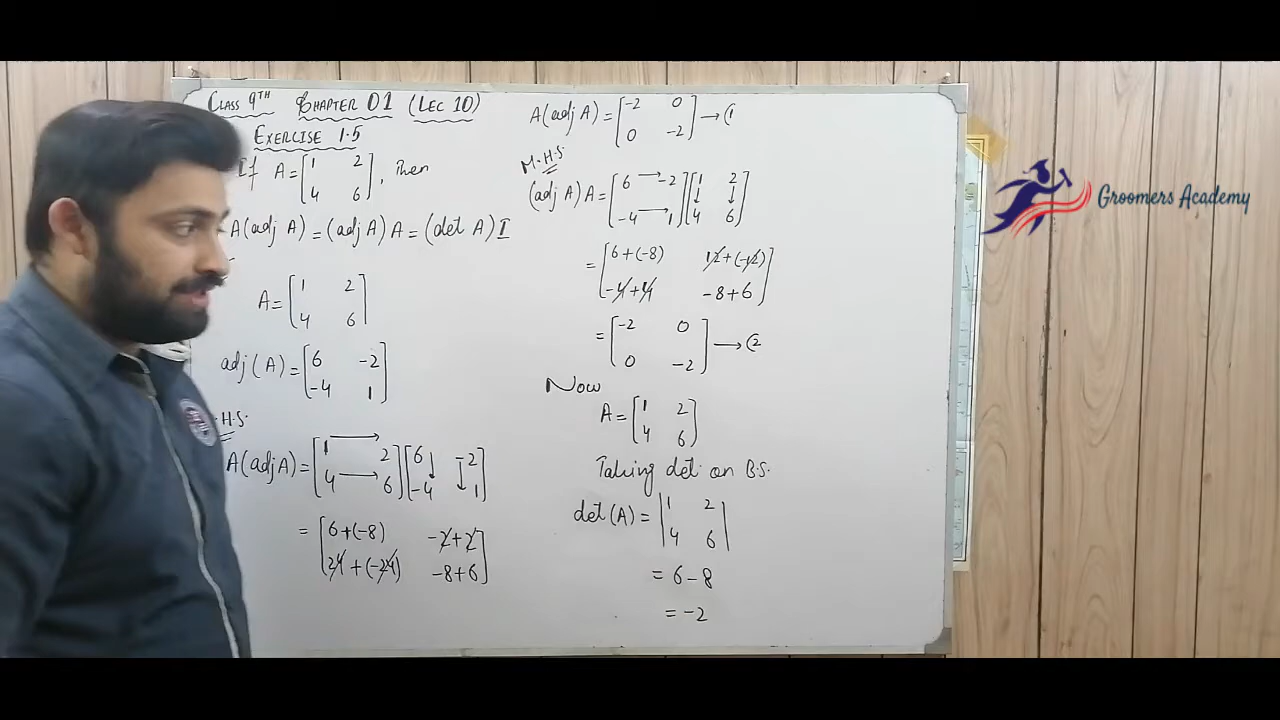 CLASS 9TH CHAPTER 01 (LEC 10)
EXERCISE 1.5
If A = [1 2
4 6], Then
A(adj A) = (adj A) A = (det A) I
A = [1 2
4 6]
adj(A) = [6 -2
-4 1]
.H.S.
A(adj A) = [1 2
4 6] [6 -2
-4 1]
= [6+(-8) -2+2
24+(-24) -8+6]
A(adj A) = [-2 0
0 -2] → (1
M.H.S
(adj A) A = [6 -2
-4 1] [1 2
4 6]
= [6+(-8) 12+(-12)
-4+4 -8+6]
= [-2 0
0 -2] → (2
Now
A = [1 2
4 6]
Taking det. on B.S.
det(A) = |1 2
4 6|
= 6-8
= -2
Groomers Academy